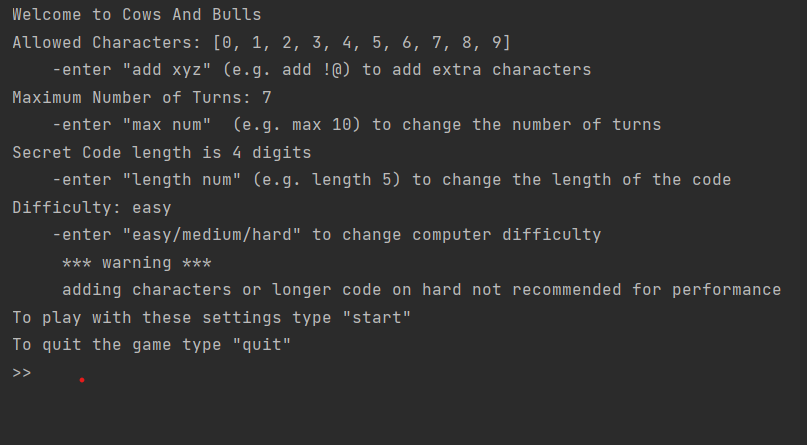 Welcome to Cows And Bulls
Allowed Characters: [0, 1, 2, 3, 4, 5, 6, 7, 8, 9]
    -enter "add xyz" (e.g. add !@) to add extra characters
Maximum Number of Turns: 7
    -enter "max num"  (e.g. max 10) to change the number of turns
Secret Code length is 4 digits
    -enter "length num" (e.g. length 5) to change the length of the code
Difficulty: easy
    -enter "easy/medium/hard" to change computer difficulty
     *** warning ***
     adding characters or longer code on hard not recommended for performance
To play with these settings type "start"
To quit the game type "quit"
>>